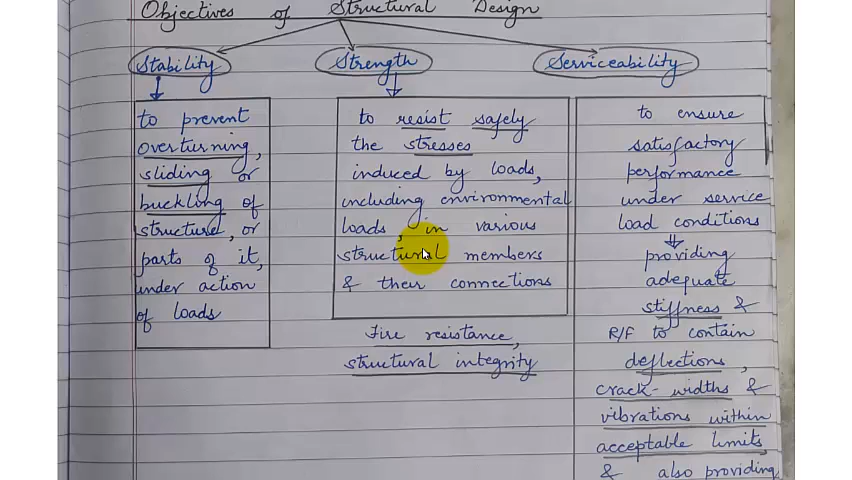 Objectives of Structural Design
Stability
to prevent
overturning,
sliding or
buckling of
structure, or
parts of it,
under action
of loads
Strength
to resist safely
the stresses
induced by loads,
including environmental
loads, in various
structural members
& their connections
Fire resistance,
structural integrity
Serviceability
to ensure
satisfactory
performance
under service
load conditions
providing
adequate
stiffness &
R/F to contain
deflections,
crack-widths &
vibrations within
acceptable limits,
& also providing